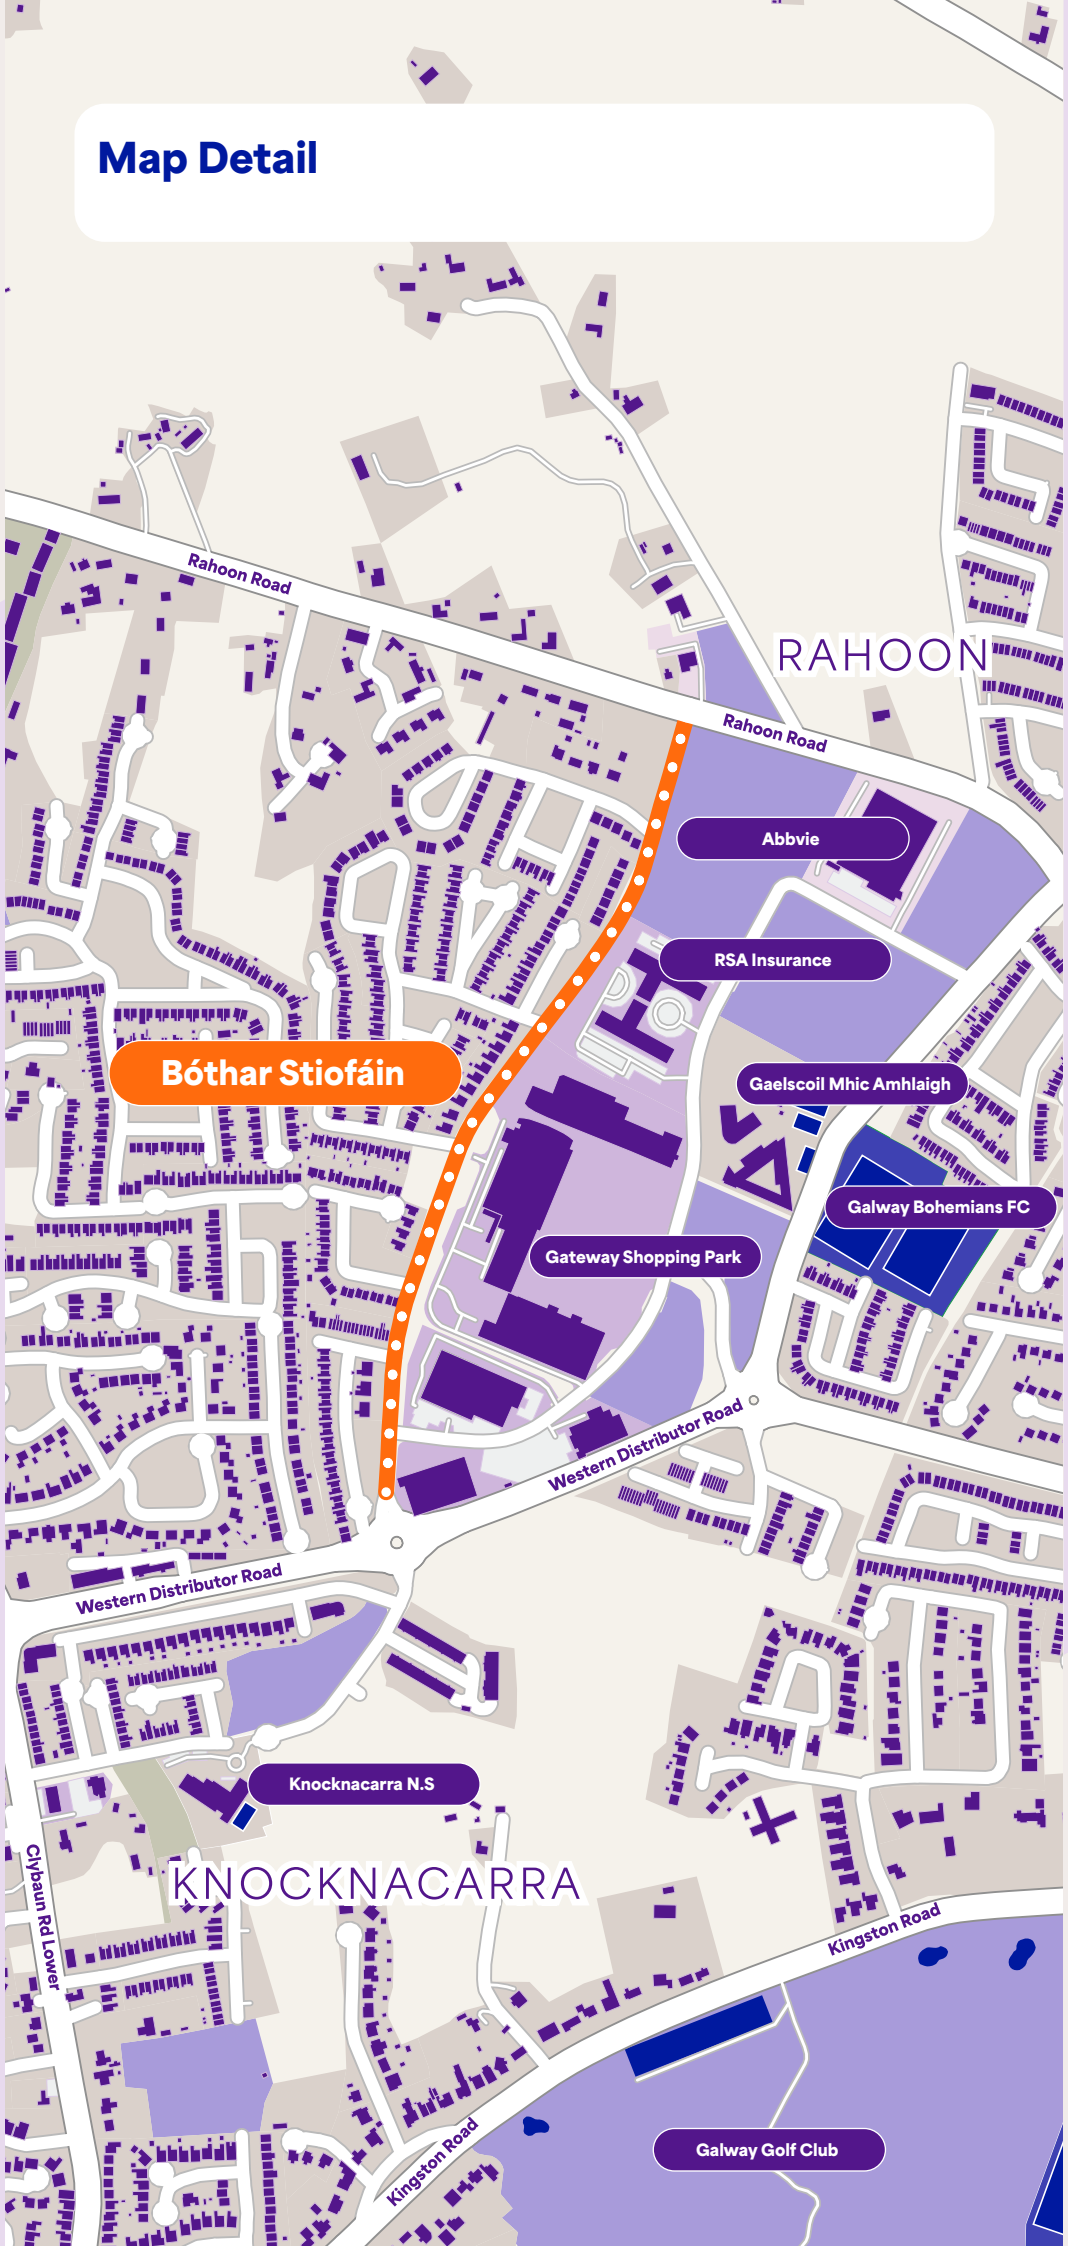 Map Detail
Rahoon Road
RAHOON
Rahoon Road
Abbvie
RSA Insurance
Bóthar Stiofáin
Gaelscoil Mhic Amhlaigh
Galway Bohemians FC
Gateway Shopping Park
Western Distributor Road
Western Distributor Road
Knocknacarra N.S
Clybaun Rd Lower
KNOCKNACARRA
Kingston Road
Kingston Road
Galway Golf Club